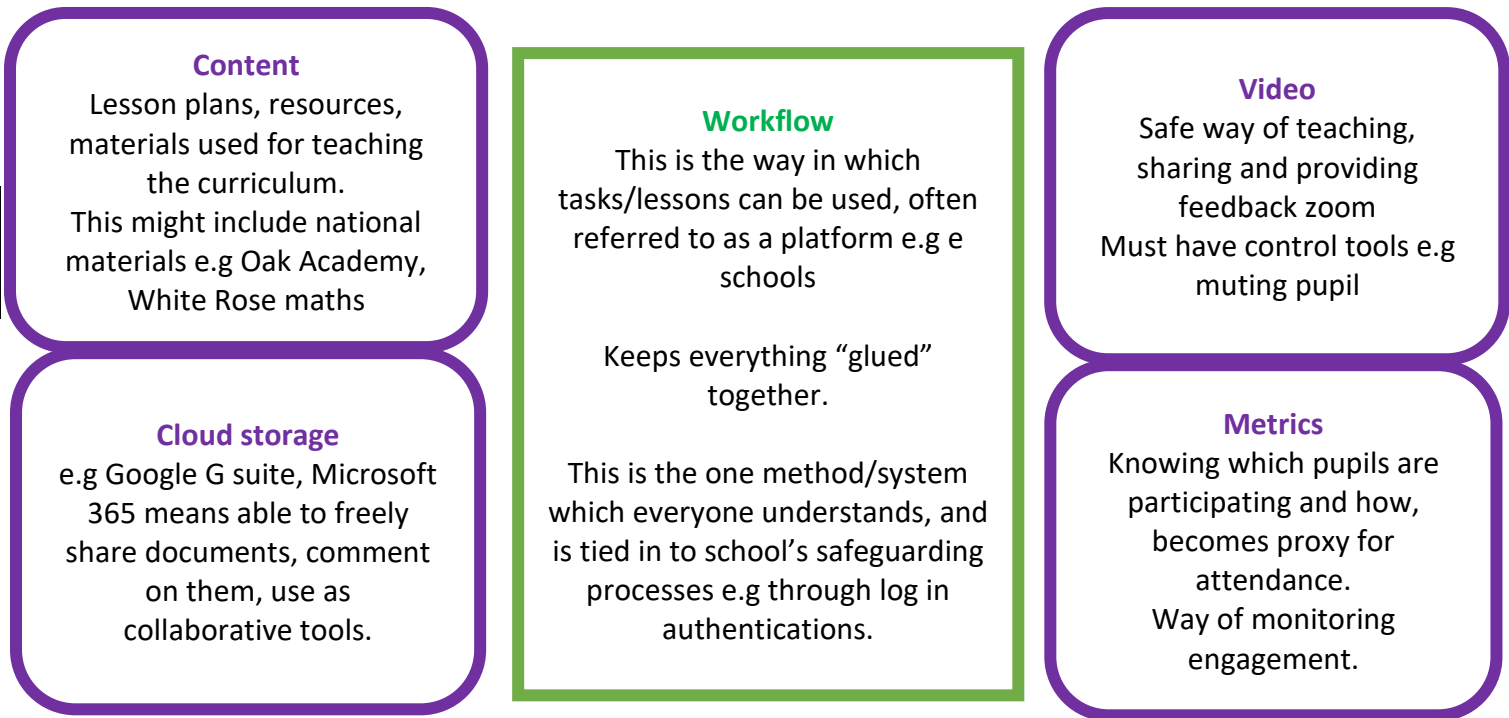 Content
Lesson plans, resources,
materials used for teaching
the curriculum.
This might include national
materials e.g Oak Academy,
White Rose maths
Cloud storage
e.g Google G suite, Microsoft
365 means able to freely
share documents, comment
on them, use as
collaborative tools.
Workflow
This is the way in which
tasks/lessons can be used, often
referred to as a platform e.g e
schools
Keeps everything “glued”
together.
This is the one method/system
which everyone understands, and
is tied in to school’s safeguarding
processes e.g through log in
authentications.
Video
Safe way of teaching,
sharing and providing
feedback zoom
Must have control tools e.g
muting pupil
Metrics
Knowing which pupils are
participating and how,
becomes proxy for
attendance.
Way of monitoring
engagement.